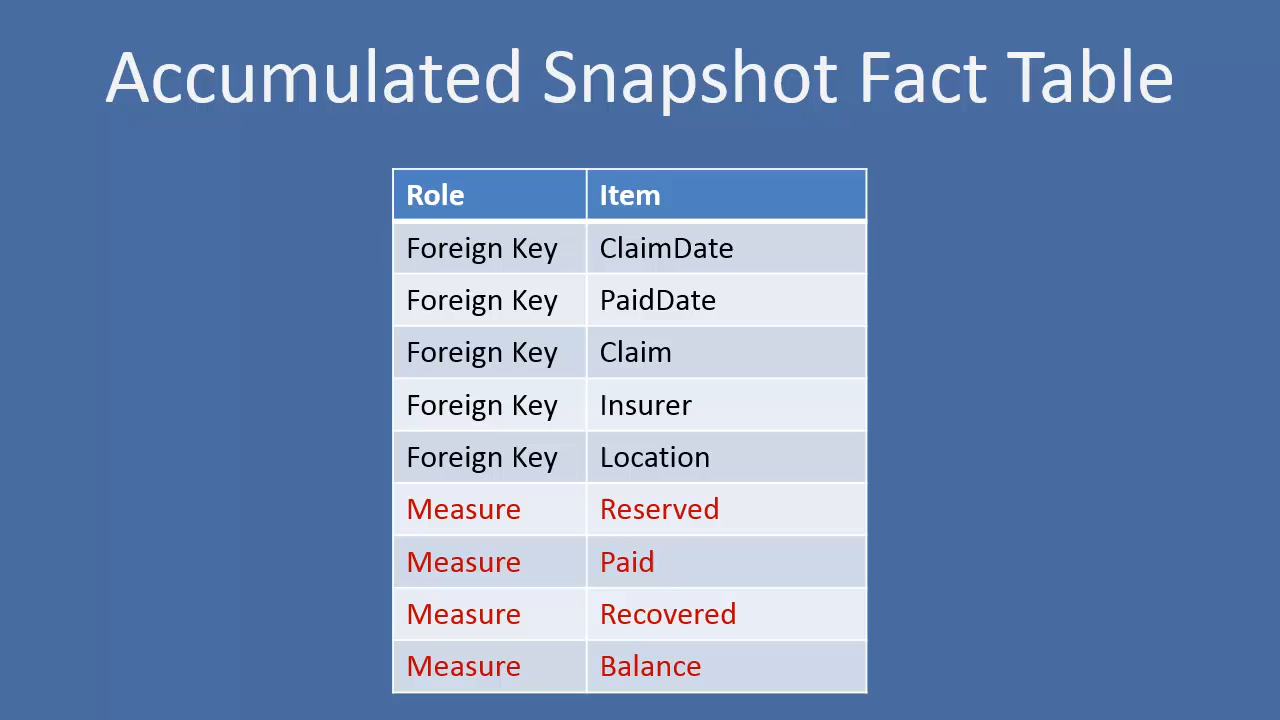 Accumulated Snapshot Fact Table
Role Item
Foreign Key ClaimDate
Foreign Key PaidDate
Foreign Key Claim
Foreign Key Insurer
Foreign Key Location
Measure Reserved
Measure Paid
Measure Recovered
Measure Balance